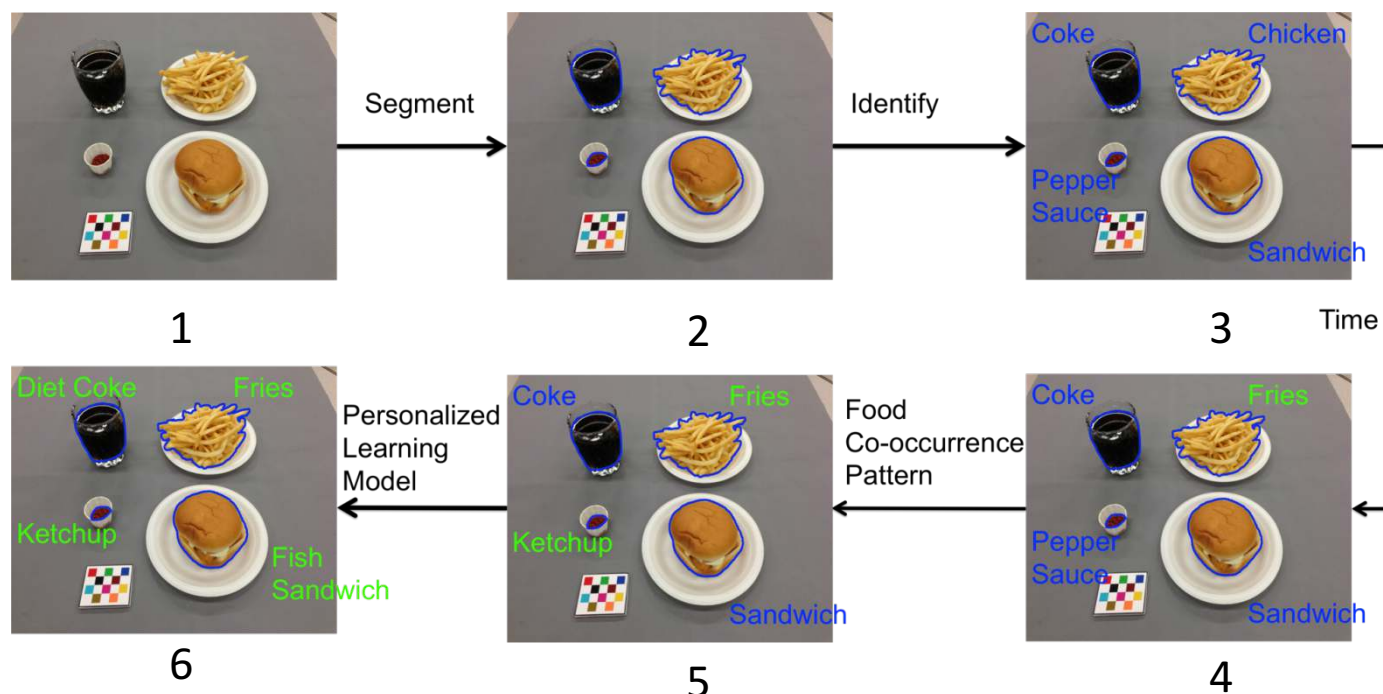 Segment
Identify
Coke
Chicken
Pepper
Sauce
Sandwich
1
2
3
Time
Diet Coke
Fries
Ketchup
Fish
Sandwich
Personalized
Learning
Model
Coke
Fries
Ketchup
Sandwich
Food
Co-occurrence
Pattern
Coke
Fries
Pepper
Sauce
Sandwich
6
5
4